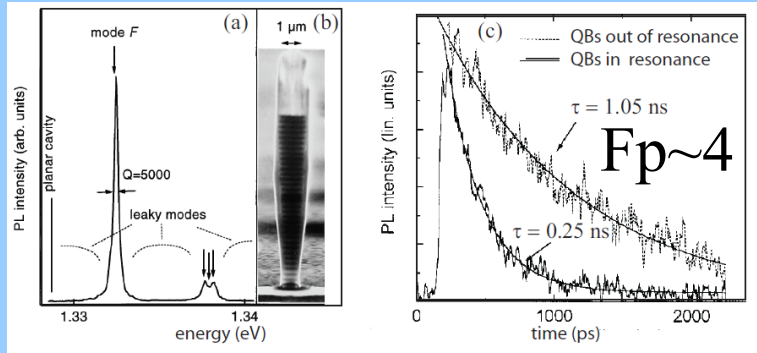 (a)
mode F
PL intensity (arb. units)
planar cavity
Q=5000
leaky modes
1.33
1.34
energy (eV)
1 μm (b)
(c)
QBs out of resonance
QBs in resonance
PL intensity (lin. units)
τ = 1.05 ns
Fp~4
τ = 0.25 ns
0
1000
2000
time (ps)